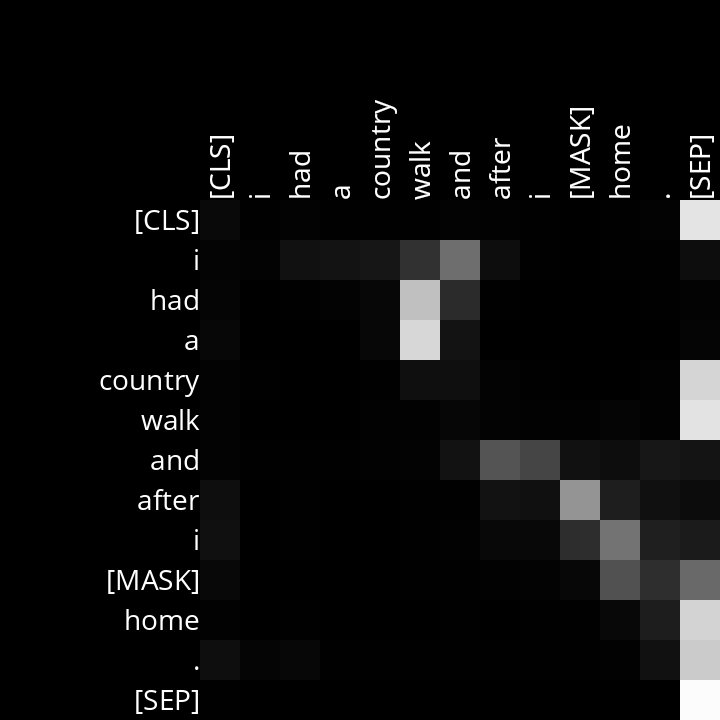 [CLS] i had a country walk and after i [MASK] home . [SEP]
[CLS]
i
had
a
country
walk
and
after
i
[MASK]
home
.
[SEP]